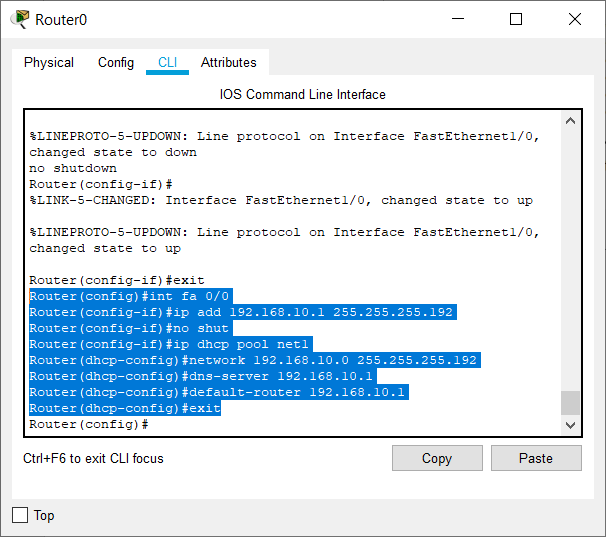 Router0
Physical Config CLI Attributes
IOS Command Line Interface
%LINEPROTO-5-UPDOWN: Line protocol on Interface FastEthernet1/0,
changed state to down
no shutdown
Router(config-if)#
%LINK-5-CHANGED: Interface FastEthernet1/0, changed state to up
%LINEPROTO-5-UPDOWN: Line protocol on Interface FastEthernet1/0,
changed state to up
Router(config-if)#exit
Router(config)#int fa 0/0
Router(config-if)#ip add 192.168.10.1 255.255.255.192
Router(config-if)#no shut
Router(config-if)#ip dhcp pool net1
Router(dhcp-config)#network 192.168.10.0 255.255.255.192
Router(dhcp-config)#dns-server 192.168.10.1
Router(dhcp-config)#default-router 192.168.10.1
Router(dhcp-config)#exit
Router(config)#
Ctrl+F6 to exit CLI focus
Copy Paste
Top